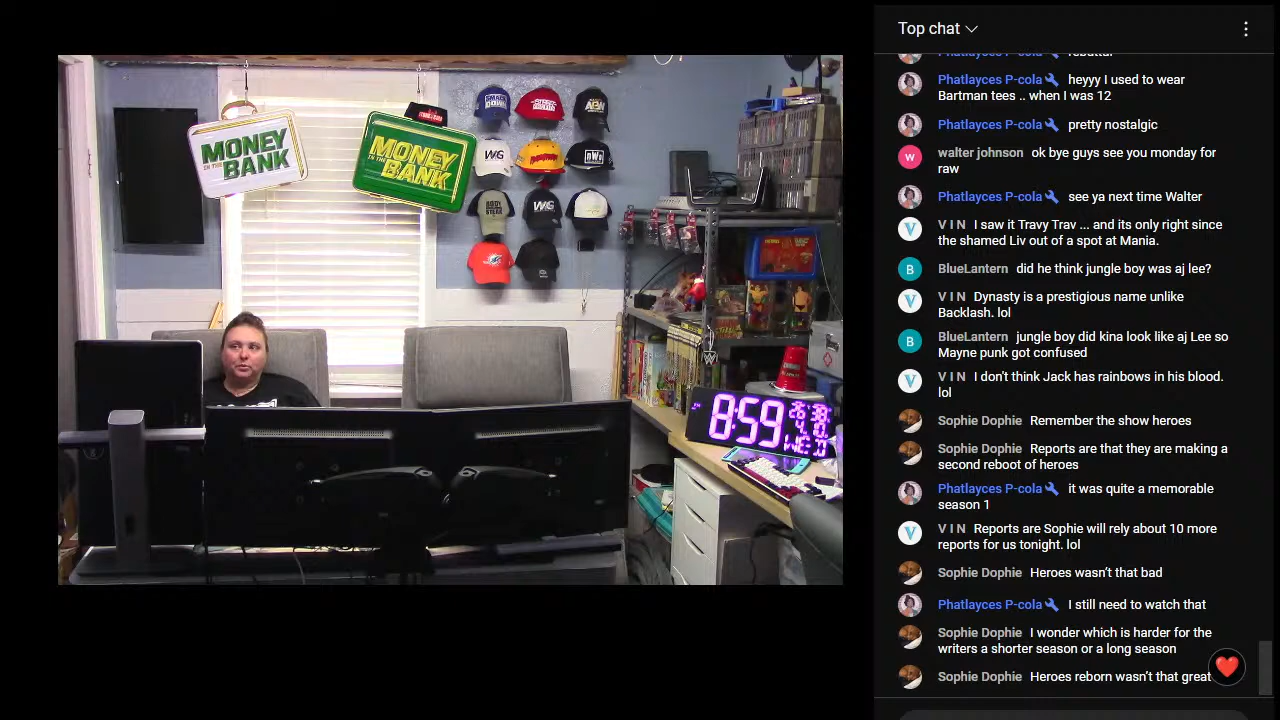 Top chat
Phatlayces P-cola heyyy I used to wear
Bartman tees .. when I was 12
Phatlayces P-cola pretty nostalgic
walter johnson ok bye guys see you monday for
raw
Phatlayces P-cola see ya next time Walter
V I N I saw it Travy Trav ... and its only right since
the shamed Liv out of a spot at Mania.
BlueLantern did he think jungle boy was aj lee?
V I N Dynasty is a prestigious name unlike
Backlash. lol
BlueLantern jungle boy did kina look like aj Lee so
Mayne punk got confused
V I N I don't think Jack has rainbows in his blood.
lol
Sophie Dophie Remember the show heroes
Sophie Dophie Reports are that they are making a
second reboot of heroes
Phatlayces P-cola it was quite a memorable
season 1
V I N Reports are Sophie will rely about 10 more
reports for us tonight. lol
Sophie Dophie Heroes wasn't that bad
Phatlayces P-cola I still need to watch that
Sophie Dophie I wonder which is harder for the
writers a shorter season or a long season
Sophie Dophie Heroes reborn wasn't that great
MONEY
IN THE
BANK
MONEY
IN THE
BANK
WG
nWo
WG
8:59